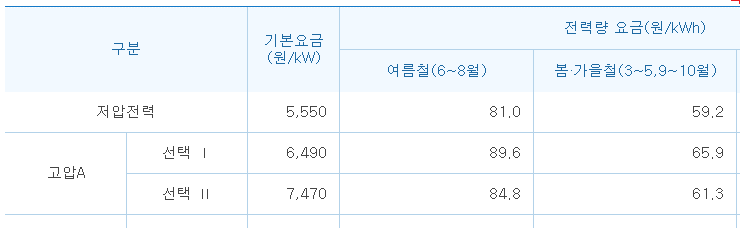 구분
기본요금
(원/kW)
전력량 요금(원/kWh)
여름철(6~8월)
봄·가을철(3~5,9~10월)
저압전력 5,550 81.0 59.2
고압A
선택 Ⅰ 6,490 89.6 65.9
선택 Ⅱ 7,470 84.8 61.3